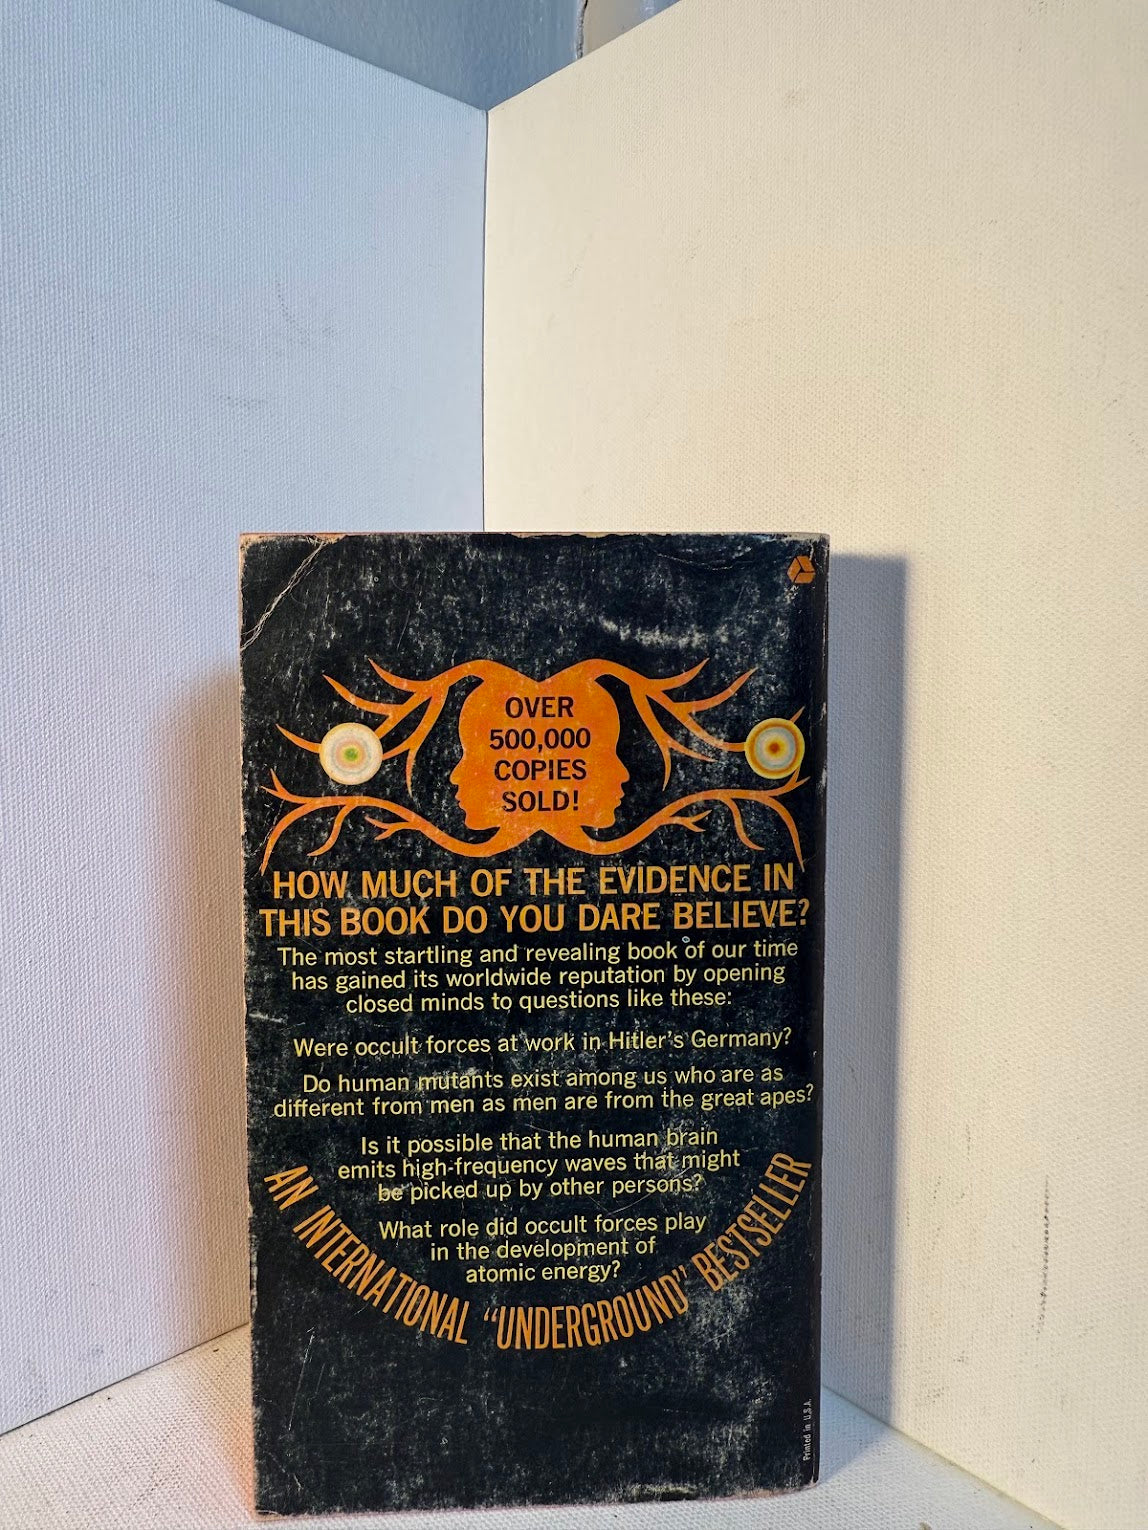 OVER
500,000
COPIES
SOLD!
HOW MUCH OF THE EVIDENCE IN
THIS BOOK DO YOU DARE BELIEVE?
The most startling and revealing book of our time
has gained its worldwide reputation by opening
closed minds to questions like these:
Were occult forces at work in Hitler's Germany?
Do human mutants exist among us who are as
different from men as men are from the great apes?
Is it possible that the human brain
emits high-frequency waves that might
be picked up by other persons?
What role did occult forces play
in the development of
atomic energy?
AN INTERNATIONAL "UNDERGROUND" BESTSELLER
Printed in U.S.A.